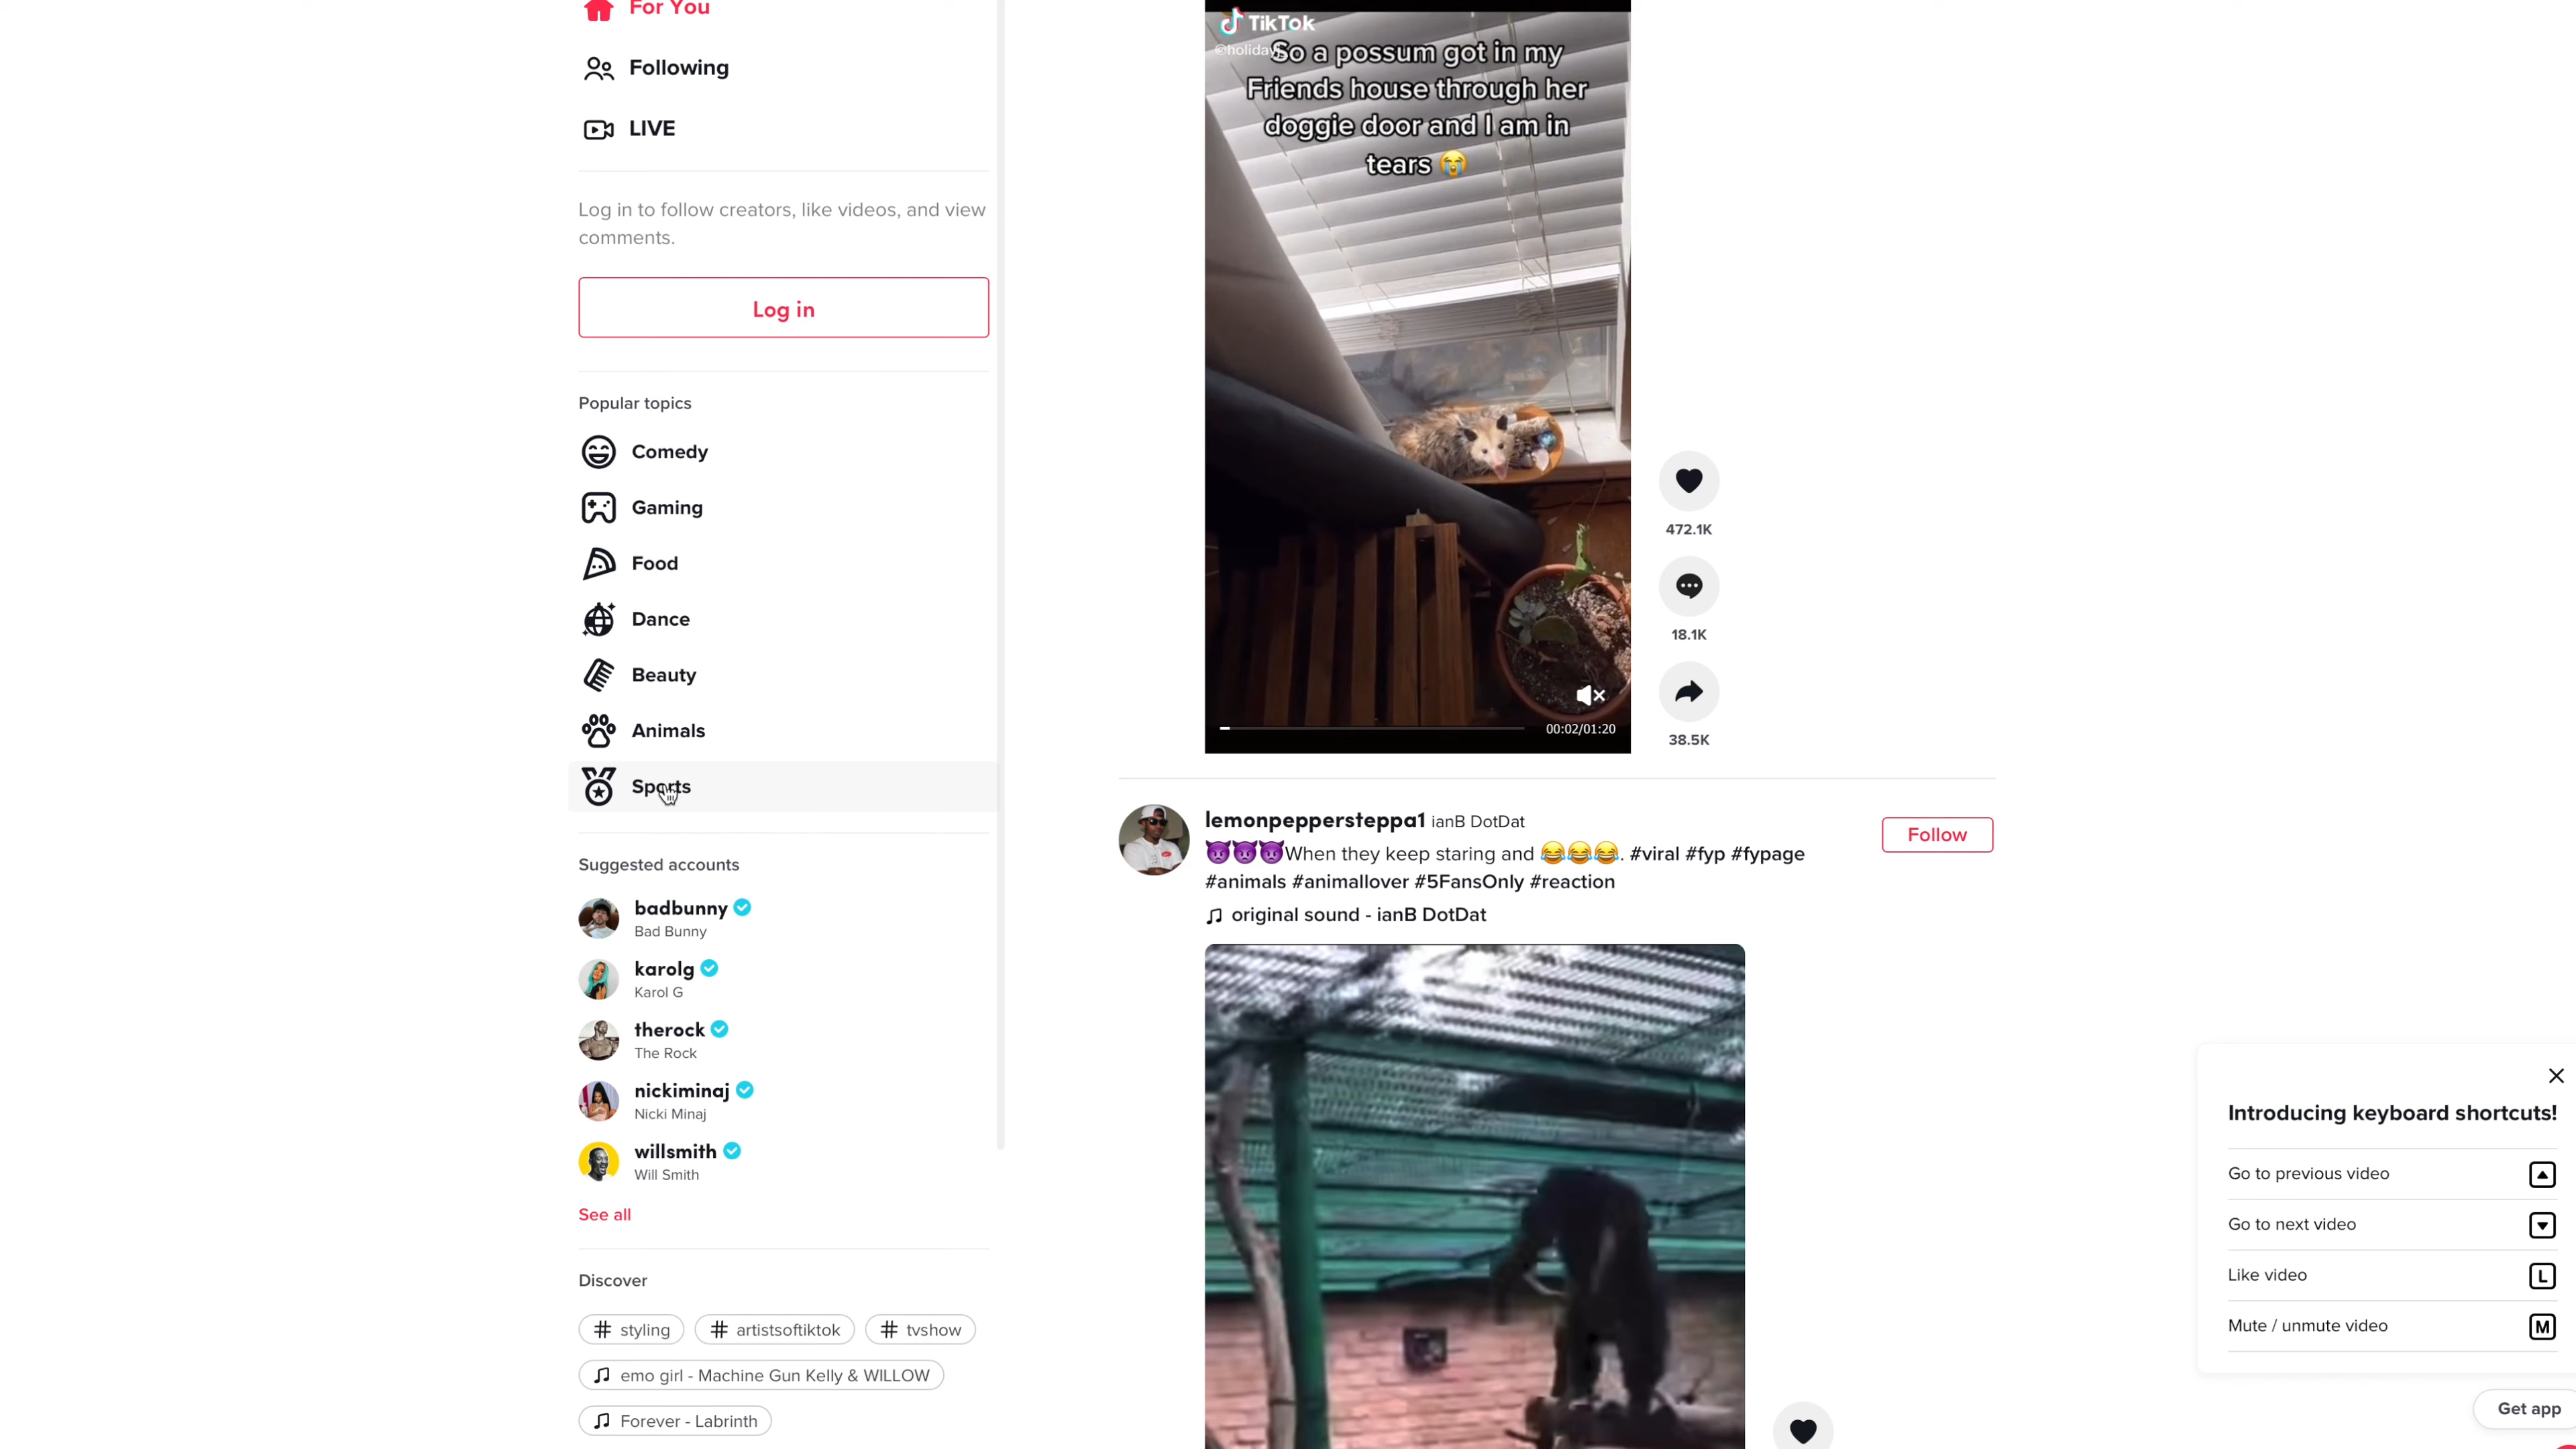 For You
Following
LIVE
Log in to follow creators, like videos, and view
comments.
Log in
Popular topics
Comedy
Gaming
Food
Dance
Beauty
Animals
Sports
Suggested accounts
badbunny
Bad Bunny
karolg
Karol G
therock
The Rock
nickiminaj
Nicki Minaj
willsmith
Will Smith
See all
Discover
# styling
# artistsoftiktok
# tvshow
emo girl - Machine Gun Kelly & WILLOW
Forever - Labrinth
TikTok
So a possum got in my
Friends house through her
doggie door and I am in
tears 😭
472.1K
18.1K
38.5K
00:02/01:20
lemonpeppersteppa1 ianB DotDat
Follow
😈😈😈When they keep staring and 😂😂😂. #viral #fyp #fypage
#animals #animallover #5FansOnly #reaction
original sound - ianB DotDat
Introducing keyboard shortcuts!
Go to previous video
Go to next video
Like video L
Mute / unmute video M
Get app